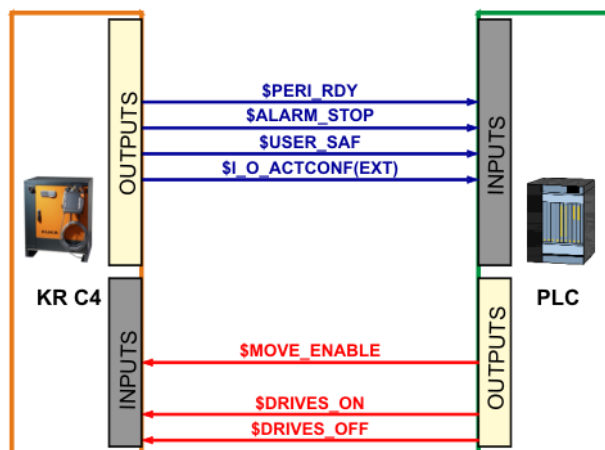 $PERI_RDY
$ALARM_STOP
$USER_SAF
$I_O_ACTCONF(EXT)
OUTPUTS
INPUTS
KR C4
PLC
INPUTS
OUTPUTS
$MOVE_ENABLE
$DRIVES_ON
$DRIVES_OFF